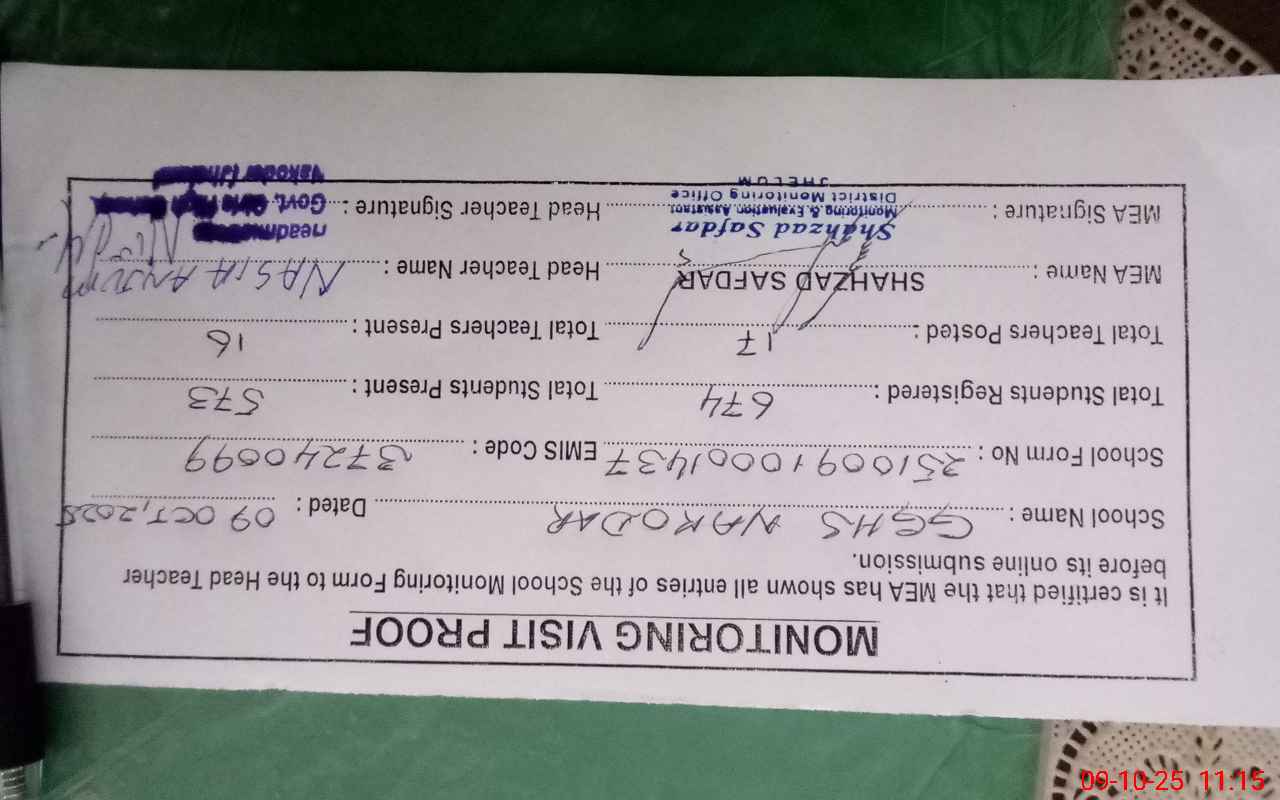 MONITORING VISIT PROOF
It is certified that the MEA has shown all entries of the School Monitoring Form to the Head Teacher
before its online submission.
School Name : GGHS NAKODAR Dated : 09 OCT, 2025
School Form No : 25100910001437 EMIS Code : 37240099
Total Students Registered : 674 Total Students Present : 573
Total Teachers Posted : 17 Total Teachers Present : 16
MEA Name : SHAHZAD SAFDAR Head Teacher Name : NASIA ANJUM
Shahzad Safdar
MEA Signature : Monitoring & Evaluation Assistant Head Teacher Signature : Govt. Girls High
District Monitoring Office
JHELUM
09-10-25 11:15